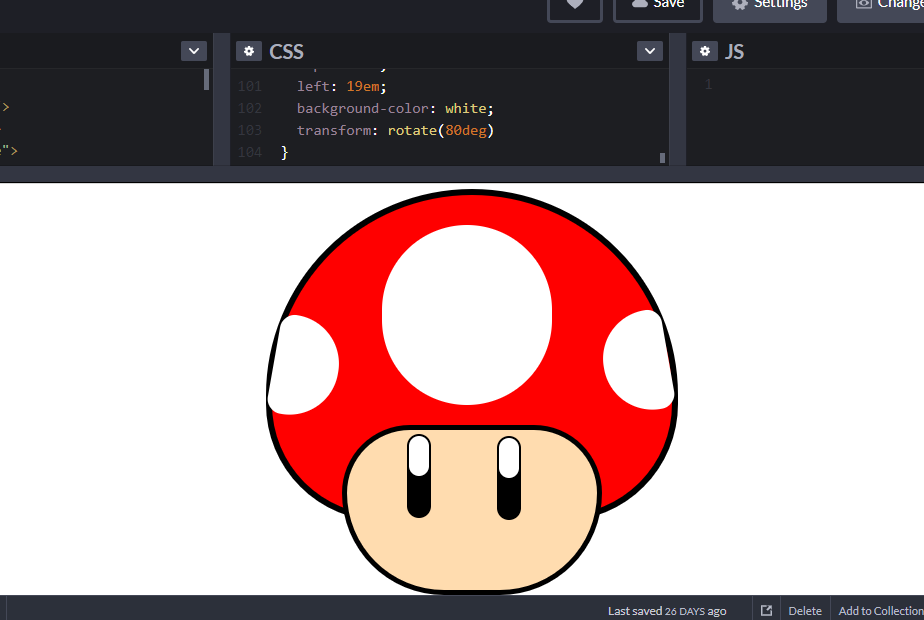 Save
Settings
Change
CSS
JS
101 left: 19em;
102 background-color: white;
103 transform: rotate(80deg)
104 }
1
>
">
Last saved 26 DAYS ago
Delete
Add to Collection